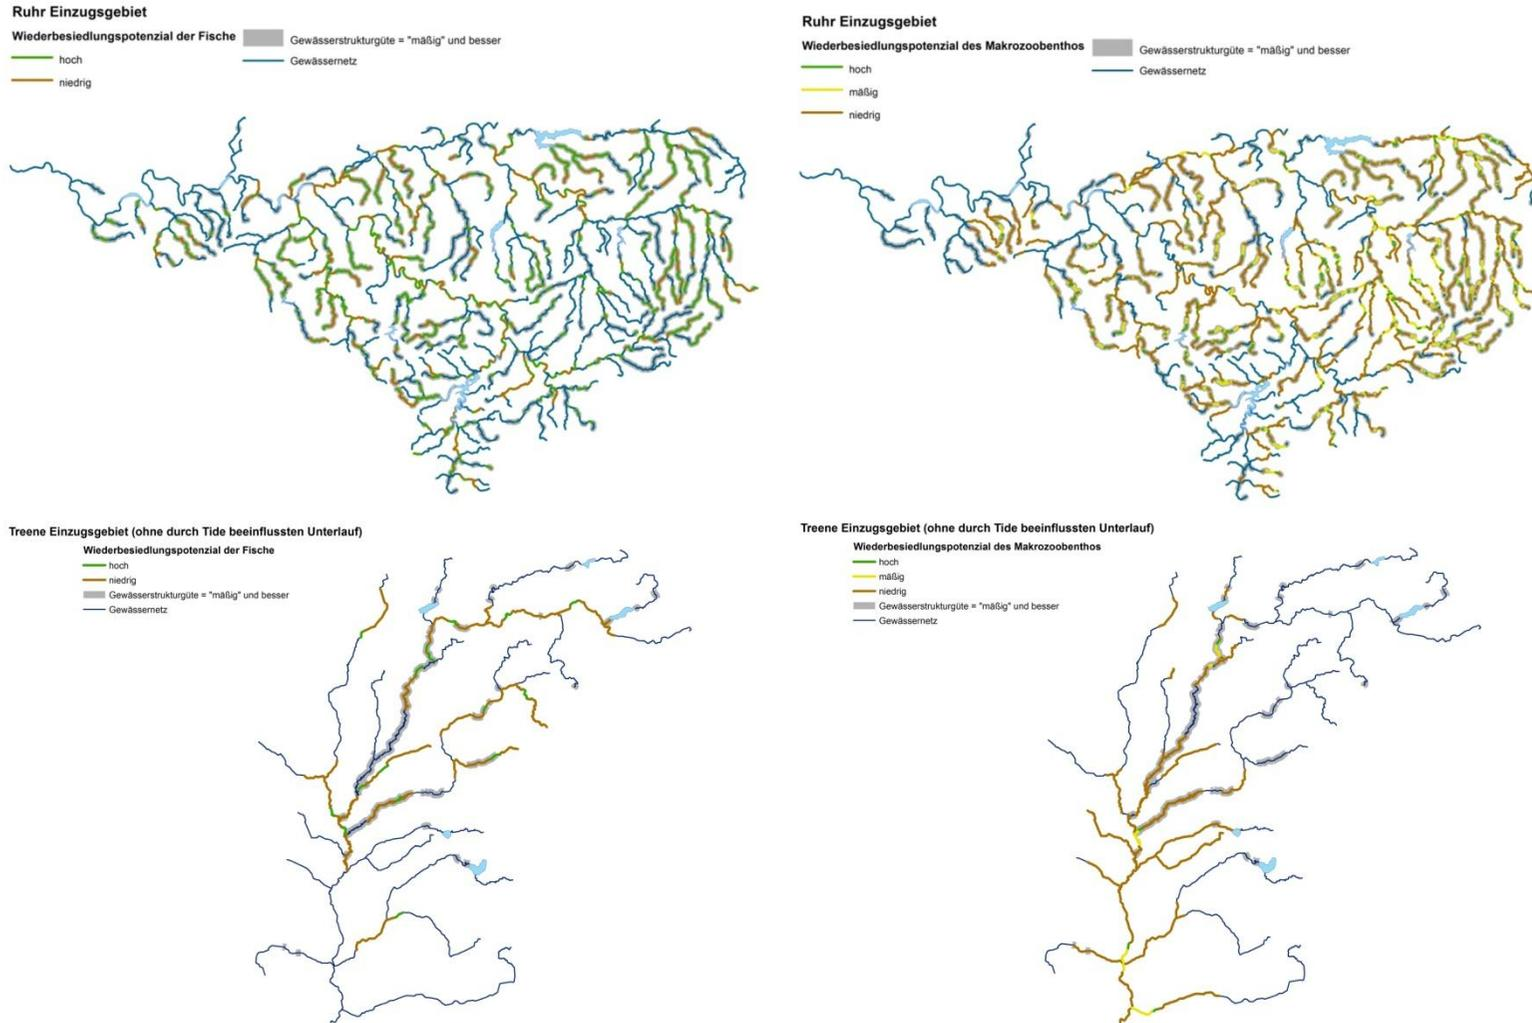 Ruhr Einzugsgebiet
Wiederbesiedlungspotenzial der Fische
hoch
niedrig
Gewässerstrukturgüte = "mäßig" und besser
Gewässernetz
Ruhr Einzugsgebiet
Wiederbesiedlungspotenzial des Makrozoobenthos
hoch
mäßig
niedrig
Gewässerstrukturgüte = "mäßig" und besser
Gewässernetz
Treene Einzugsgebiet (ohne durch Tide beeinflussten Unterlauf)
Wiederbesiedlungspotenzial der Fische
hoch
niedrig
Gewässerstrukturgüte = "mäßig" und besser
Gewässernetz
Treene Einzugsgebiet (ohne durch Tide beeinflussten Unterlauf)
Wiederbesiedlungspotenzial des Makrozoobenthos
hoch
mäßig
niedrig
Gewässerstrukturgüte = "mäßig" und besser
Gewässernetz